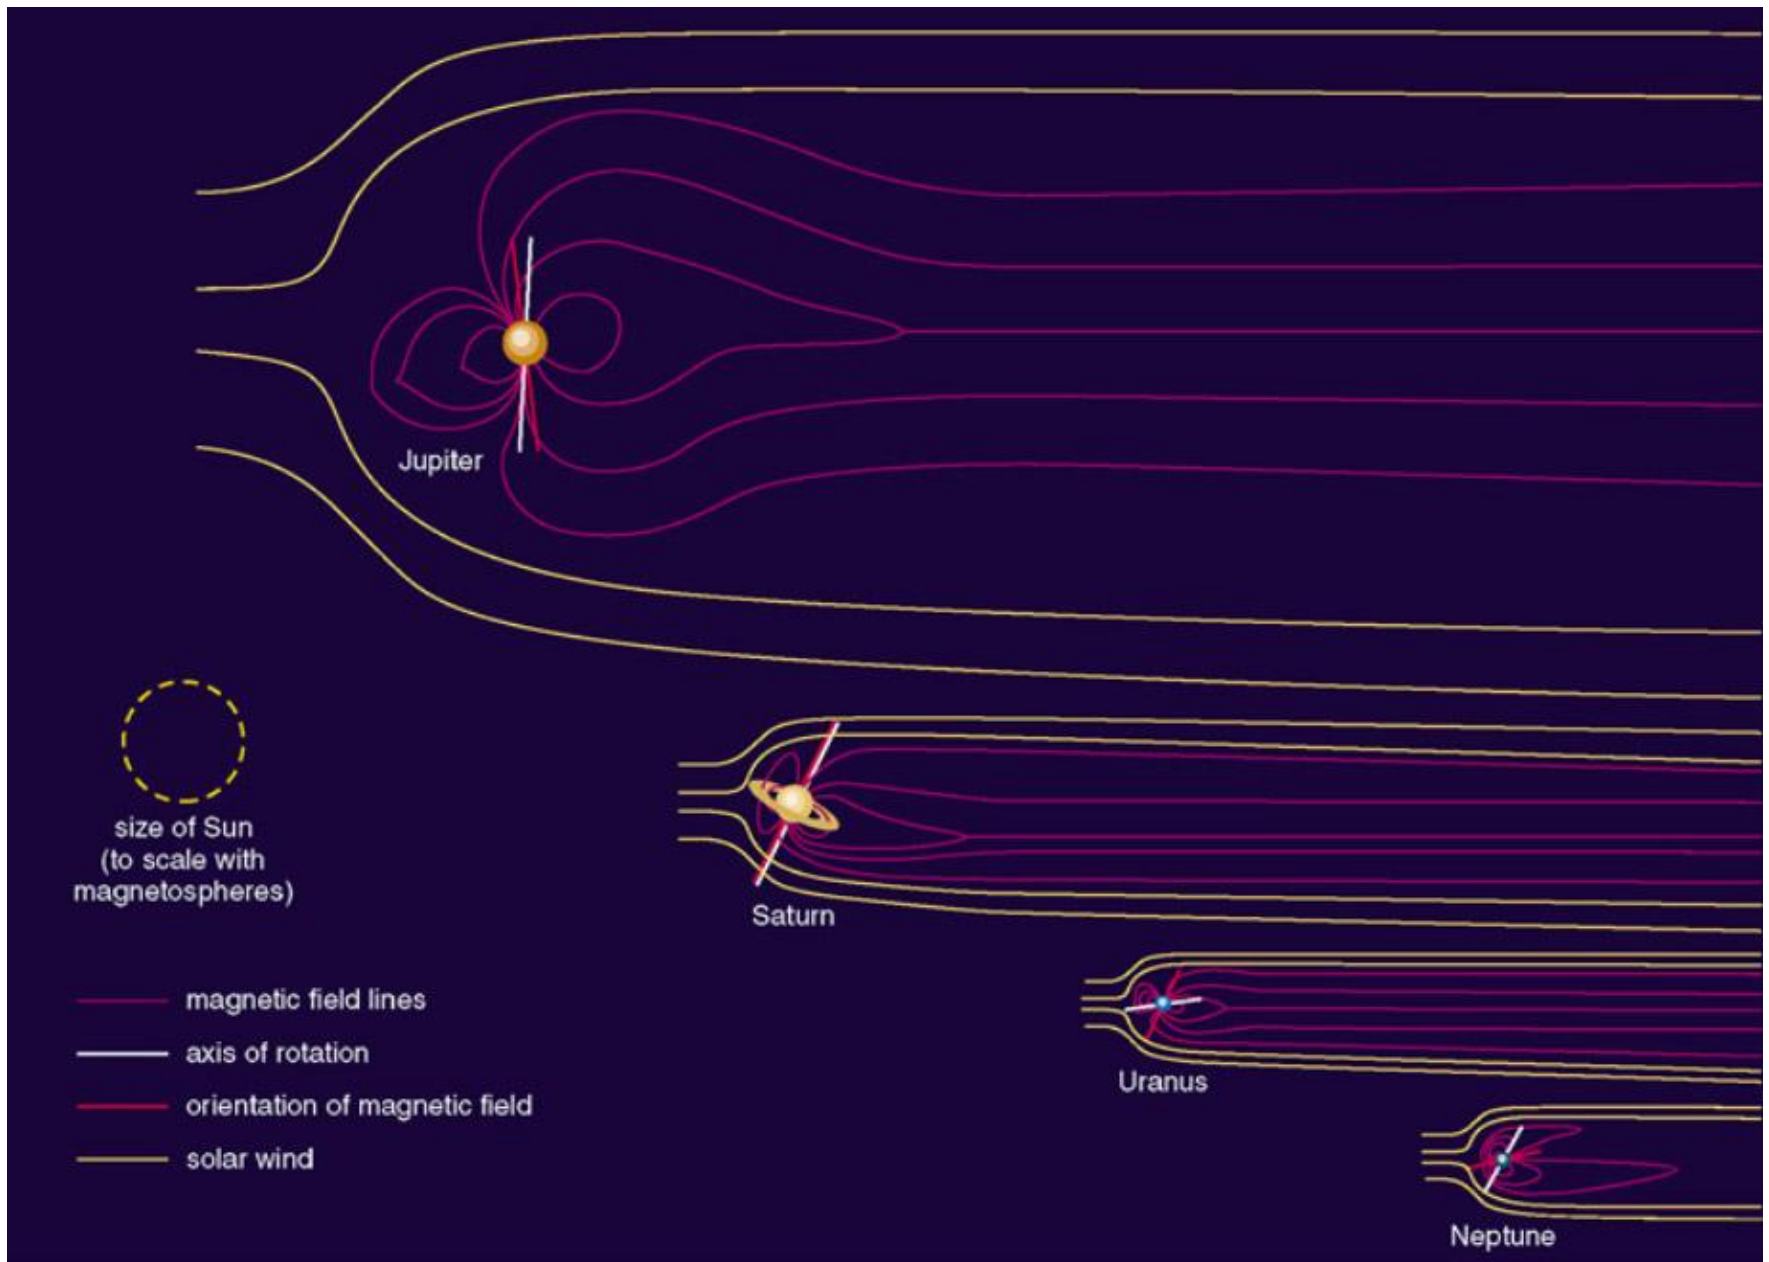 Jupiter
size of Sun
(to scale with
magnetospheres)
Saturn
magnetic field lines
axis of rotation
Uranus
orientation of magnetic field
solar wind
Neptune